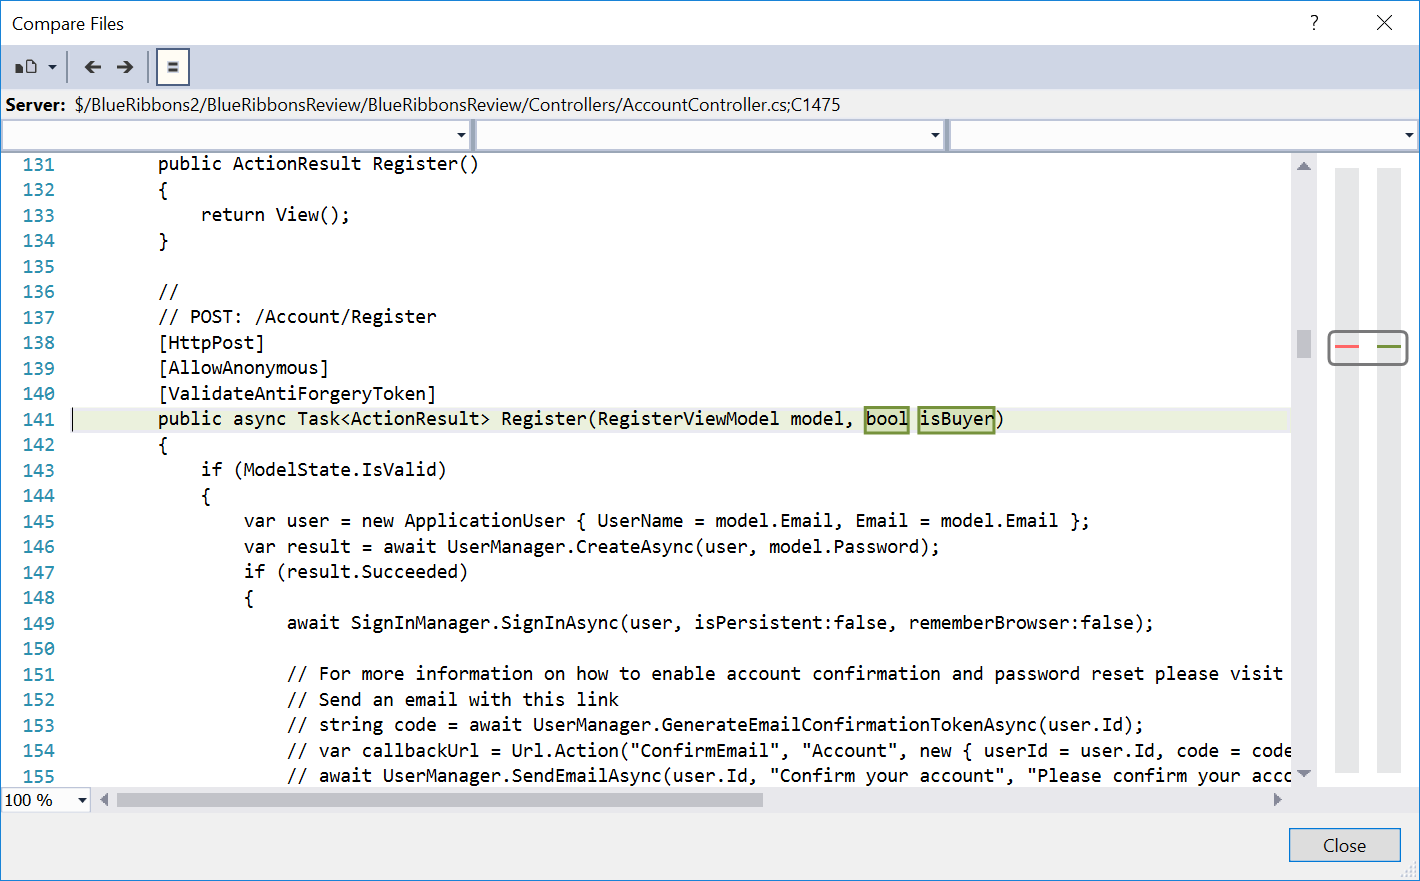 Compare Files
?
Server: $/BlueRibbons2/BlueRibbonsReview/BlueRibbonsReview/Controllers/AccountController.cs;C1475
131 public ActionResult Register()
132 {
133 return View();
134 }
135
136 //
137 // POST: /Account/Register
138 [HttpPost]
139 [AllowAnonymous]
140 [ValidateAntiForgeryToken]
141 public async Task<ActionResult> Register(RegisterViewModel model, bool isBuyer)
142 {
143 if (ModelState.IsValid)
144 {
145 var user = new ApplicationUser { UserName = model.Email, Email = model.Email };
146 var result = await UserManager.CreateAsync(user, model.Password);
147 if (result.Succeeded)
148 {
149 await SignInManager.SignInAsync(user, isPersistent:false, rememberBrowser:false);
150
151 // For more information on how to enable account confirmation and password reset please visit
152 // Send an email with this link
153 // string code = await UserManager.GenerateEmailConfirmationTokenAsync(user.Id);
154 // var callbackUrl = Url.Action("ConfirmEmail", "Account", new { userId = user.Id, code = code
155 // await UserManager.SendEmailAsync(user.Id, "Confirm your account", "Please confirm your acco
100 %
Close